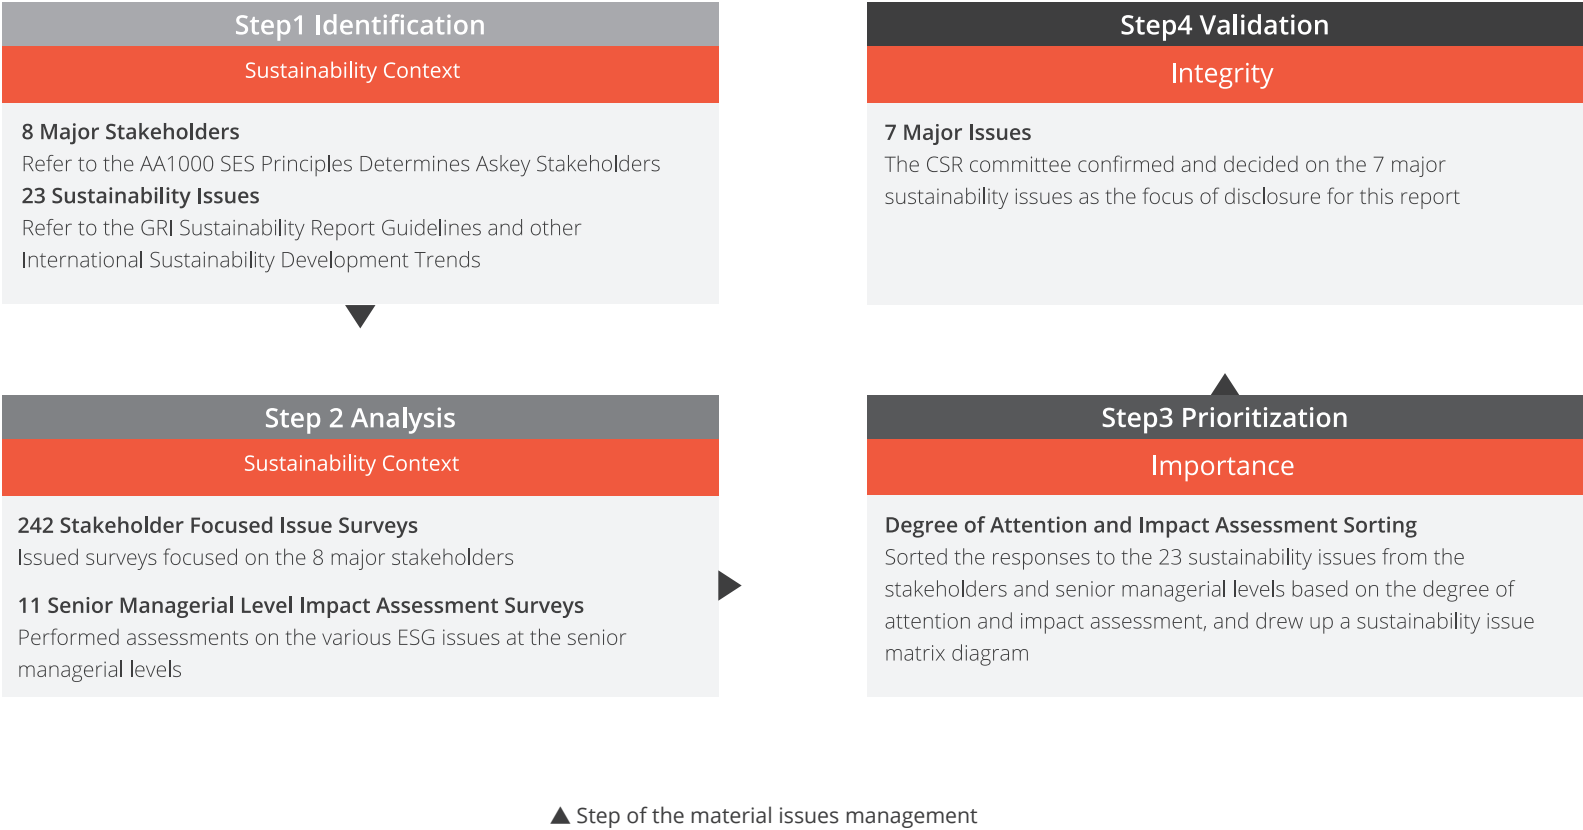 Step1 Identification
Sustainability Context
8 Major Stakeholders
Refer to the AA1000 SES Principles Determines Askey Stakeholders
23 Sustainability Issues
Refer to the GRI Sustainability Report Guidelines and other
International Sustainability Development Trends
Step 2 Analysis
Sustainability Context
242 Stakeholder Focused Issue Surveys
Issued surveys focused on the 8 major stakeholders
11 Senior Managerial Level Impact Assessment Surveys
Performed assessments on the various ESG issues at the senior
managerial levels
Step3 Prioritization
Importance
Degree of Attention and Impact Assessment Sorting
Sorted the responses to the 23 sustainability issues from the
stakeholders and senior managerial levels based on the degree of
attention and impact assessment, and drew up a sustainability issue
matrix diagram
Step4 Validation
Integrity
7 Major Issues
The CSR committee confirmed and decided on the 7 major
sustainability issues as the focus of disclosure for this report
▲ Step of the material issues management